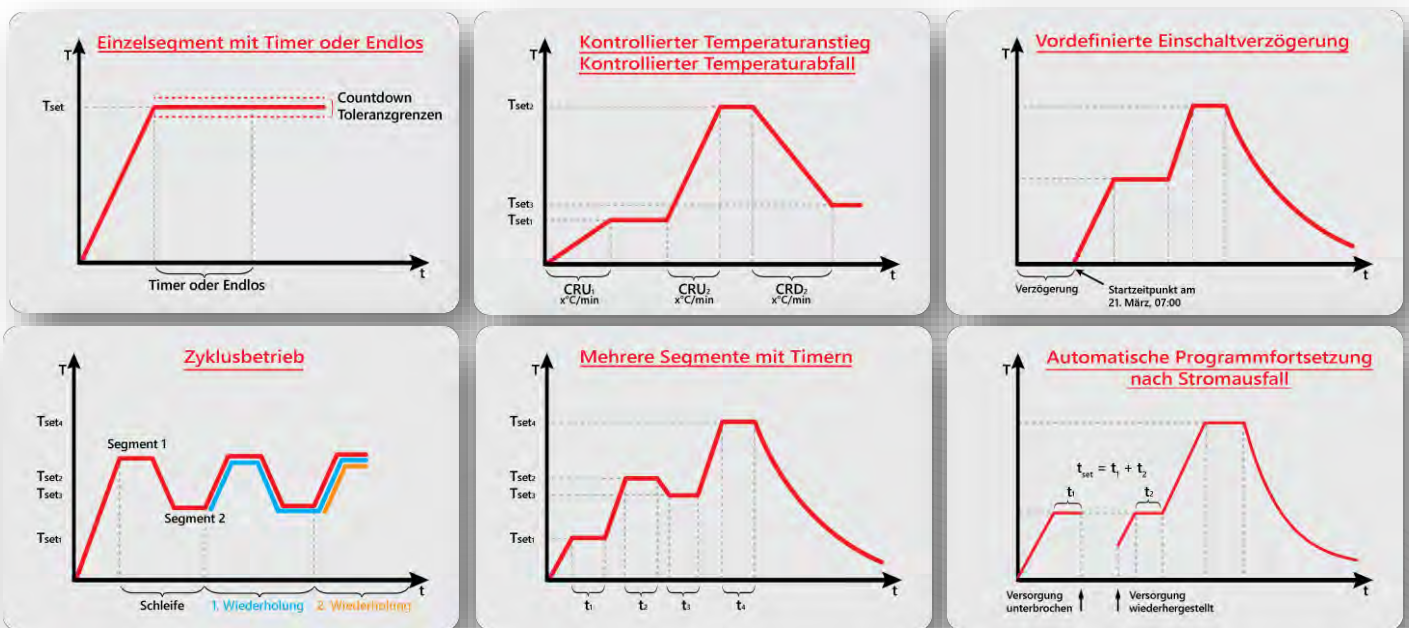 Einzelsegment mit Timer oder Endlos
T
Tset
Countdown
Toleranzgrenzen
t
Timer oder Endlos
Kontrollierter Temperaturanstieg
Kontrollierter Temperaturabfall
T
Tset₂
Tset₃
Tset₁
t
CRU₁ CRU₂ CRD₂
x°C/min x°C/min x°C/min
Vordefinierte Einschaltverzögerung
T
t
Verzögerung
Startzeitpunkt am
21. März, 07:00
Zyklusbetrieb
T
Tset₄
Segment 1
Tset₂
Tset₃
Segment 2
Tset₁
t
Schleife 1. Wiederholung 2. Wiederholung
Mehrere Segmente mit Timern
T
Tset₄
Tset₂
Tset₃
Tset₁
t
t₁ t₂ t₃ t₄
Automatische Programmfortsetzung
nach Stromausfall
T
tset = t₁ + t₂
t₁ t₂
t
Versorgung
unterbrochen
Versorgung
wiederhergestellt